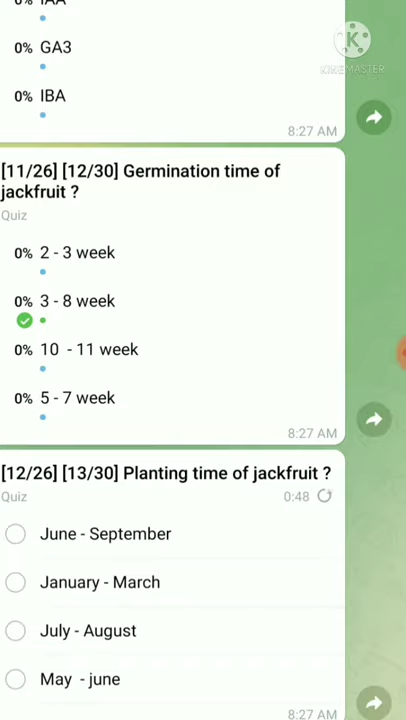 0% IAA
0% GA3
0% IBA
8:27 AM
K
KINEMASTER
[11/26] [12/30] Germination time of
jackfruit ?
Quiz
0% 2 - 3 week
0% 3 - 8 week
0% 10 - 11 week
0% 5 - 7 week
8:27 AM
[12/26] [13/30] Planting time of jackfruit ?
Quiz
0:48
June - September
January - March
July - August
May - june
8:27 AM